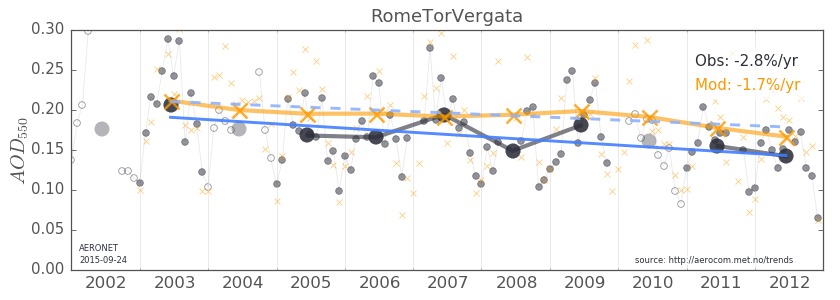 RomeTorVergata
0.30
0.25
0.20
0.15
0.10
0.05
0.00
AOD550
Obs: -2.8%/yr
Mod: -1.7%/yr
AERONET
2015-09-24
source: http://aerocom.met.no/trends
2002 2003 2004 2005 2006 2007 2008 2009 2010 2011 2012